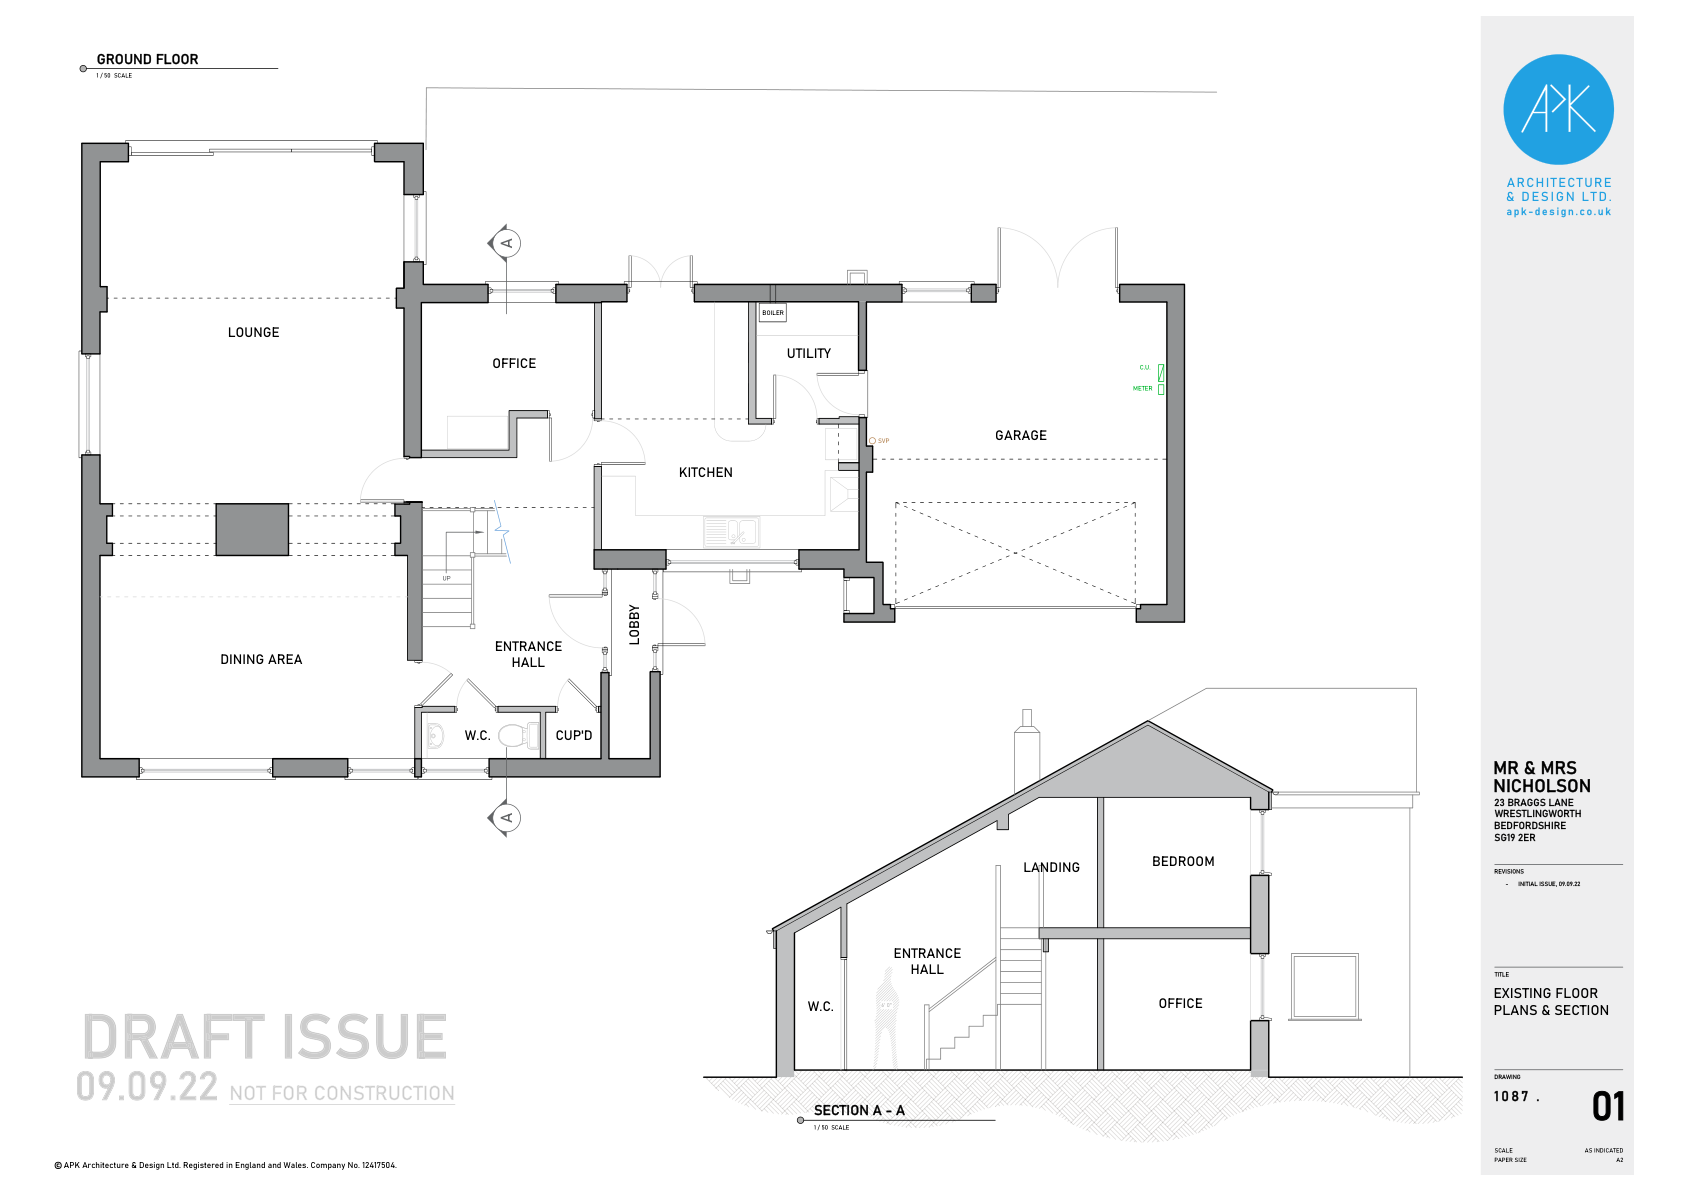 GROUND FLOOR
1 / 50 SCALE
A
BOILER
UTILITY
LOUNGE
OFFICE
C.U.
METER
GARAGE
SVP
KITCHEN
UP
LOBBY
ENTRANCE
HALL
DINING AREA
W.C.
CUP'D
A
LANDING
BEDROOM
ENTRANCE
HALL
W.C.
OFFICE
SECTION A - A
1 / 50 SCALE
DRAFT ISSUE
09.09.22 NOT FOR CONSTRUCTION
© APK Architecture & Design Ltd. Registered in England and Wales. Company No. 12417504.
APK
ARCHITECTURE
& DESIGN LTD.
apk-design.co.uk
MR & MRS
NICHOLSON
23 BRAGGS LANE
WRESTLINGWORTH
BEDFORDSHIRE
SG19 2ER
REVISIONS
- INITIAL ISSUE, 09.09.22
TITLE
EXISTING FLOOR
PLANS & SECTION
DRAWING
1087 . 01
SCALE AS INDICATED
PAPER SIZE A2